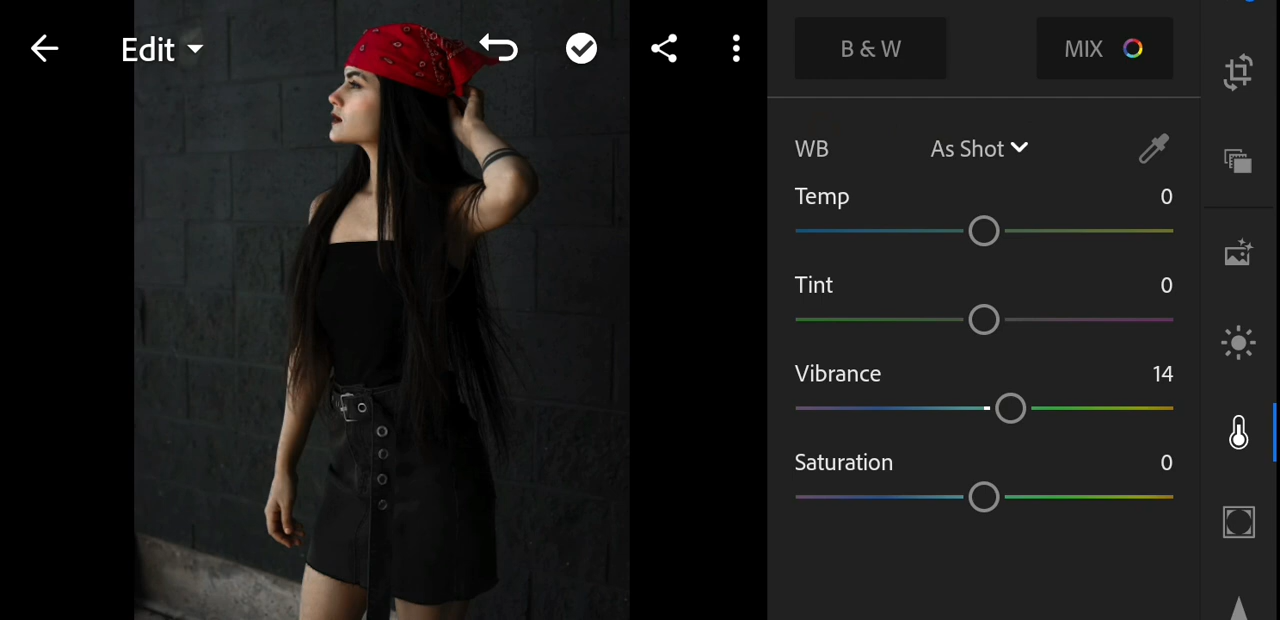 Edit
B & W
MIX
WB
As Shot
Temp
0
Tint
0
Vibrance
14
Saturation
0